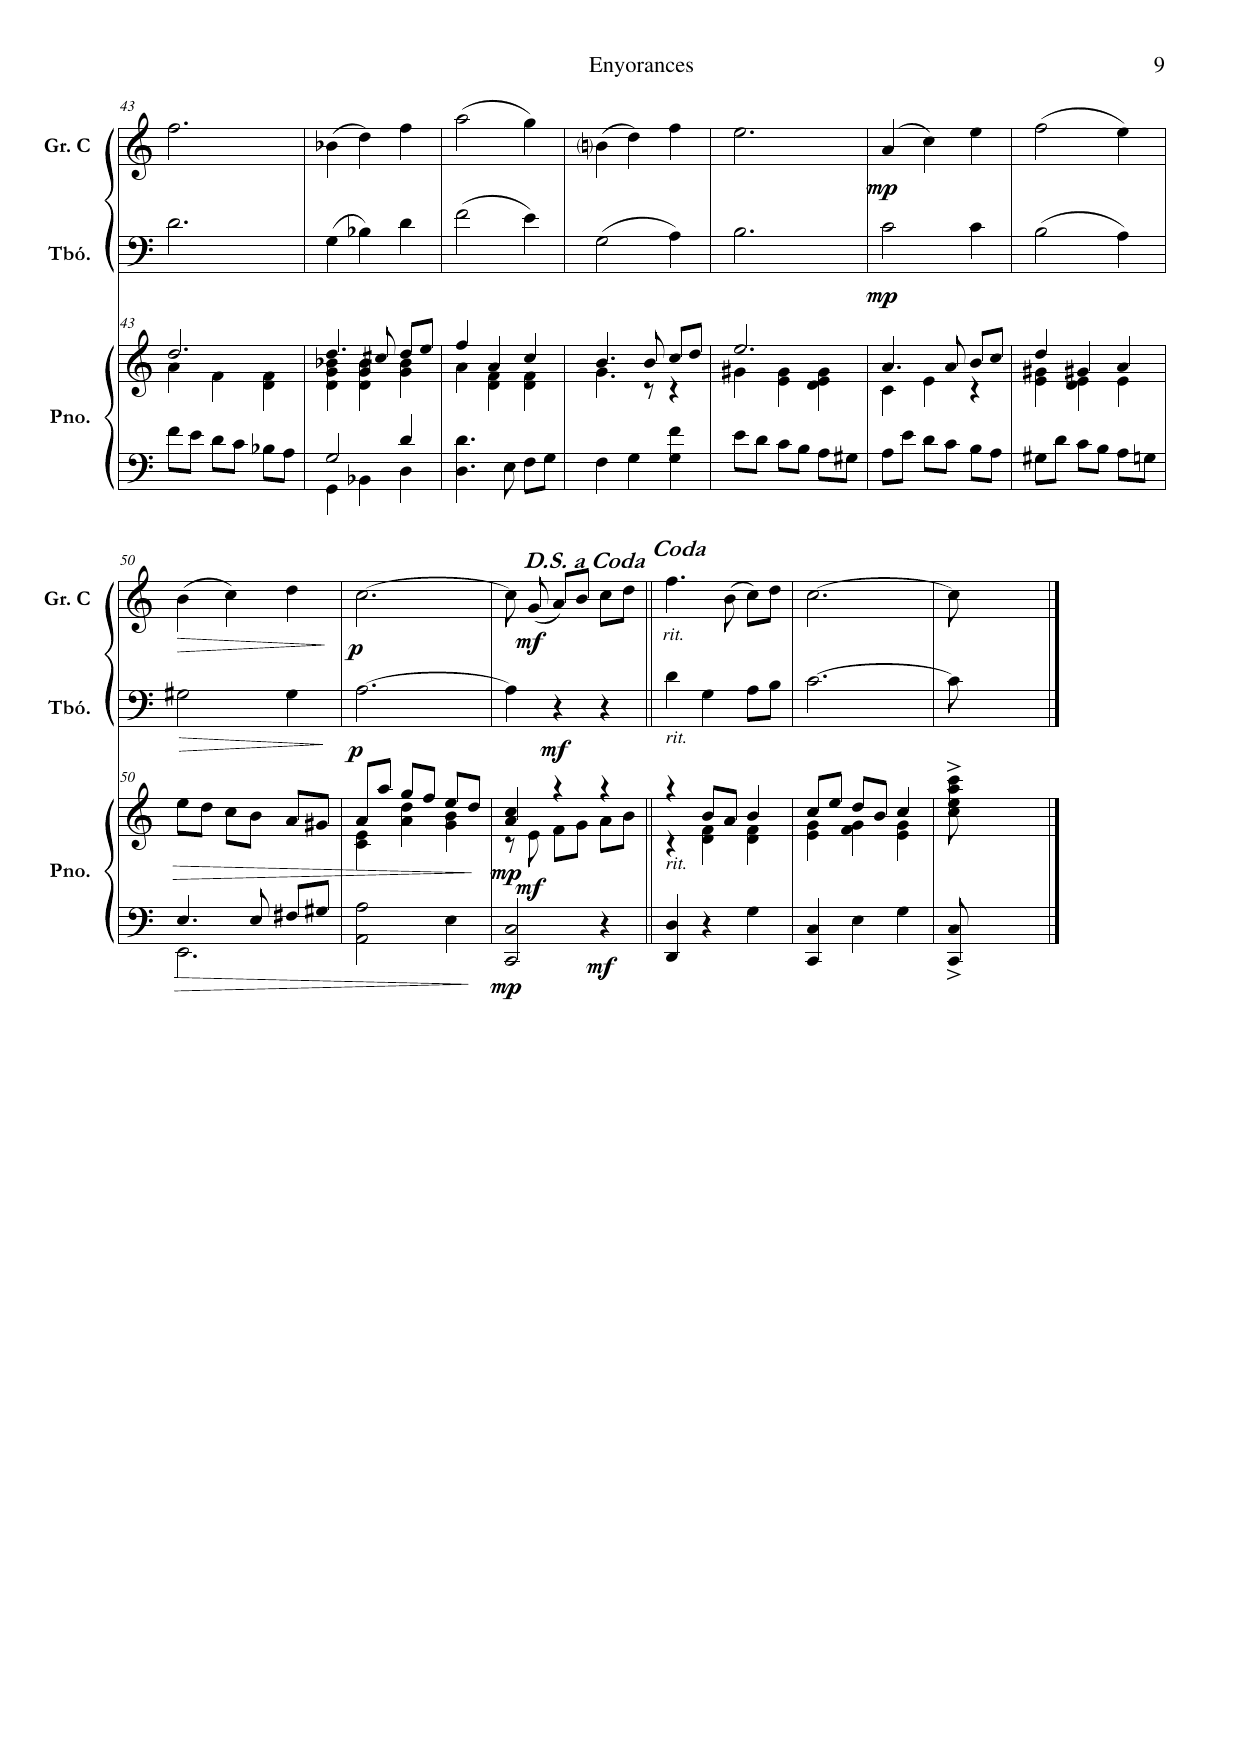 Enyorances 9
43
Gr. C
mp
Tbó.
mp
43
Pno.
50 D.S. a Coda Coda
Gr. C
mf rit.
p
Tbó.
rit.
p mf
50
Pno. rit.
mp
mf
mf
mp